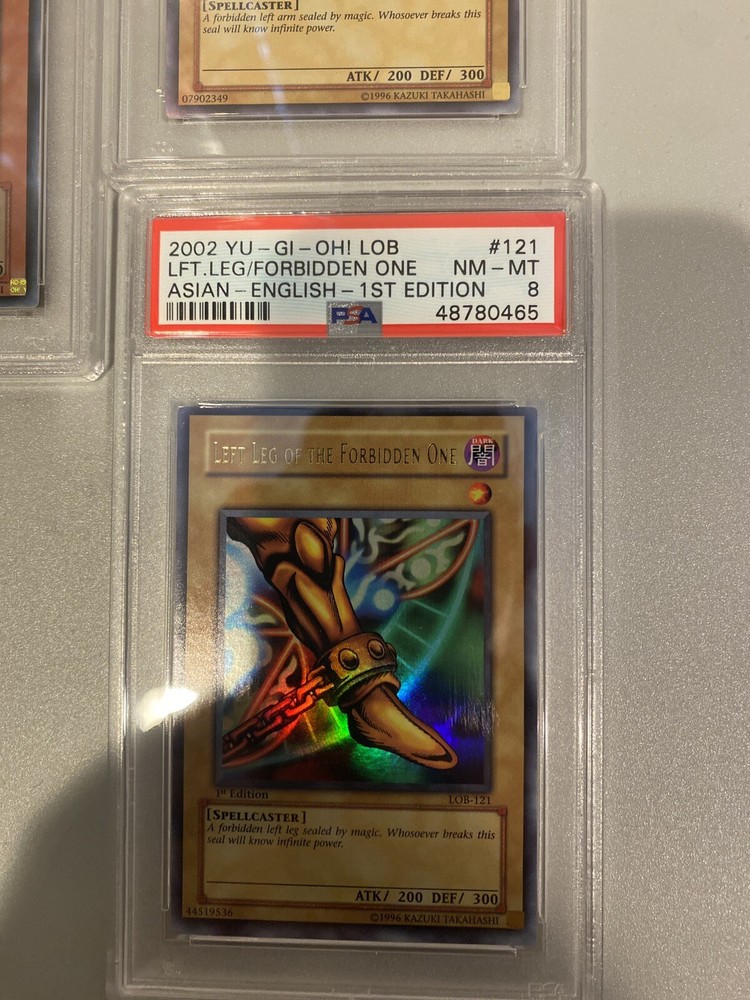 [SPELLCASTER]
A forbidden left arm sealed by magic. Whosoever breaks this
seal will know infinite power.
ATK/ 200 DEF/ 300
07902349 ©1996 KAZUKI TAKAHASHI
2002 YU-GI-OH! LOB #121
LFT.LEG/FORBIDDEN ONE NM-MT
ASIAN-ENGLISH-1ST EDITION 8
PSA 48780465
LEFT LEG OF THE FORBIDDEN ONE
DARK
闇
1st Edition LOB-121
[SPELLCASTER]
A forbidden left leg sealed by magic. Whosoever breaks this
seal will know infinite power.
ATK/ 200 DEF/ 300
44519536 ©1996 KAZUKI TAKAHASHI
PSA